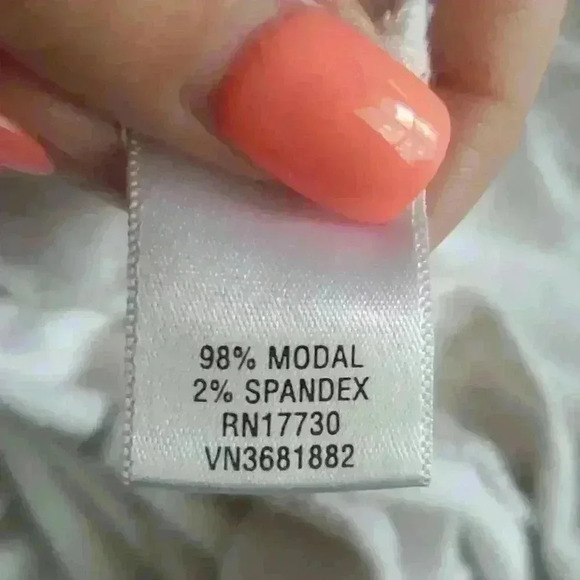 98% MODAL
2% SPANDEX
RN17730
VN3681882